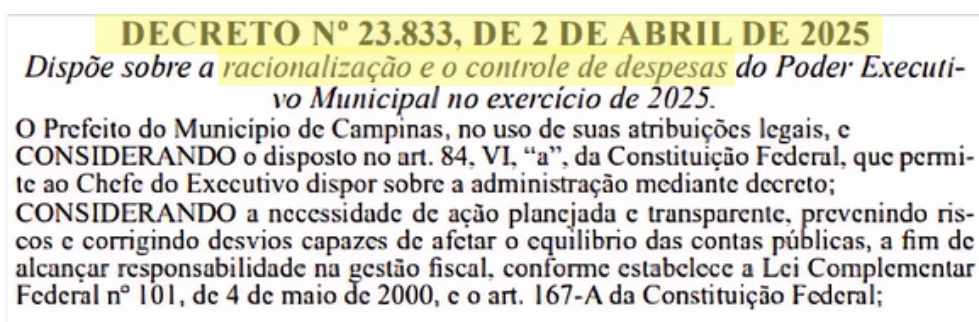 DECRETO Nº 23.833, DE 2 DE ABRIL DE 2025
Dispõe sobre a racionalização e o controle de despesas do Poder Executi-
vo Municipal no exercício de 2025.
O Prefeito do Município de Campinas, no uso de suas atribuições legais, e
CONSIDERANDO o disposto no art. 84, VI, “a”, da Constituição Federal, que permi-
te ao Chefe do Executivo dispor sobre a administração mediante decreto;
CONSIDERANDO a necessidade de ação planejada e transparente, prevenindo ris-
cos e corrigindo desvios capazes de afetar o equilíbrio das contas públicas, a fim de
alcançar responsabilidade na gestão fiscal, conforme estabelece a Lei Complementar
Federal nº 101, de 4 de maio de 2000, e o art. 167-A da Constituição Federal;